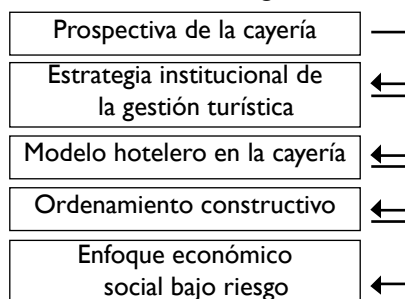 Prospectiva de la cayería
Estrategia institucional de
la gestión turística
Modelo hotelero en la cayería
Ordenamiento constructivo
Enfoque económico
social bajo riesgo